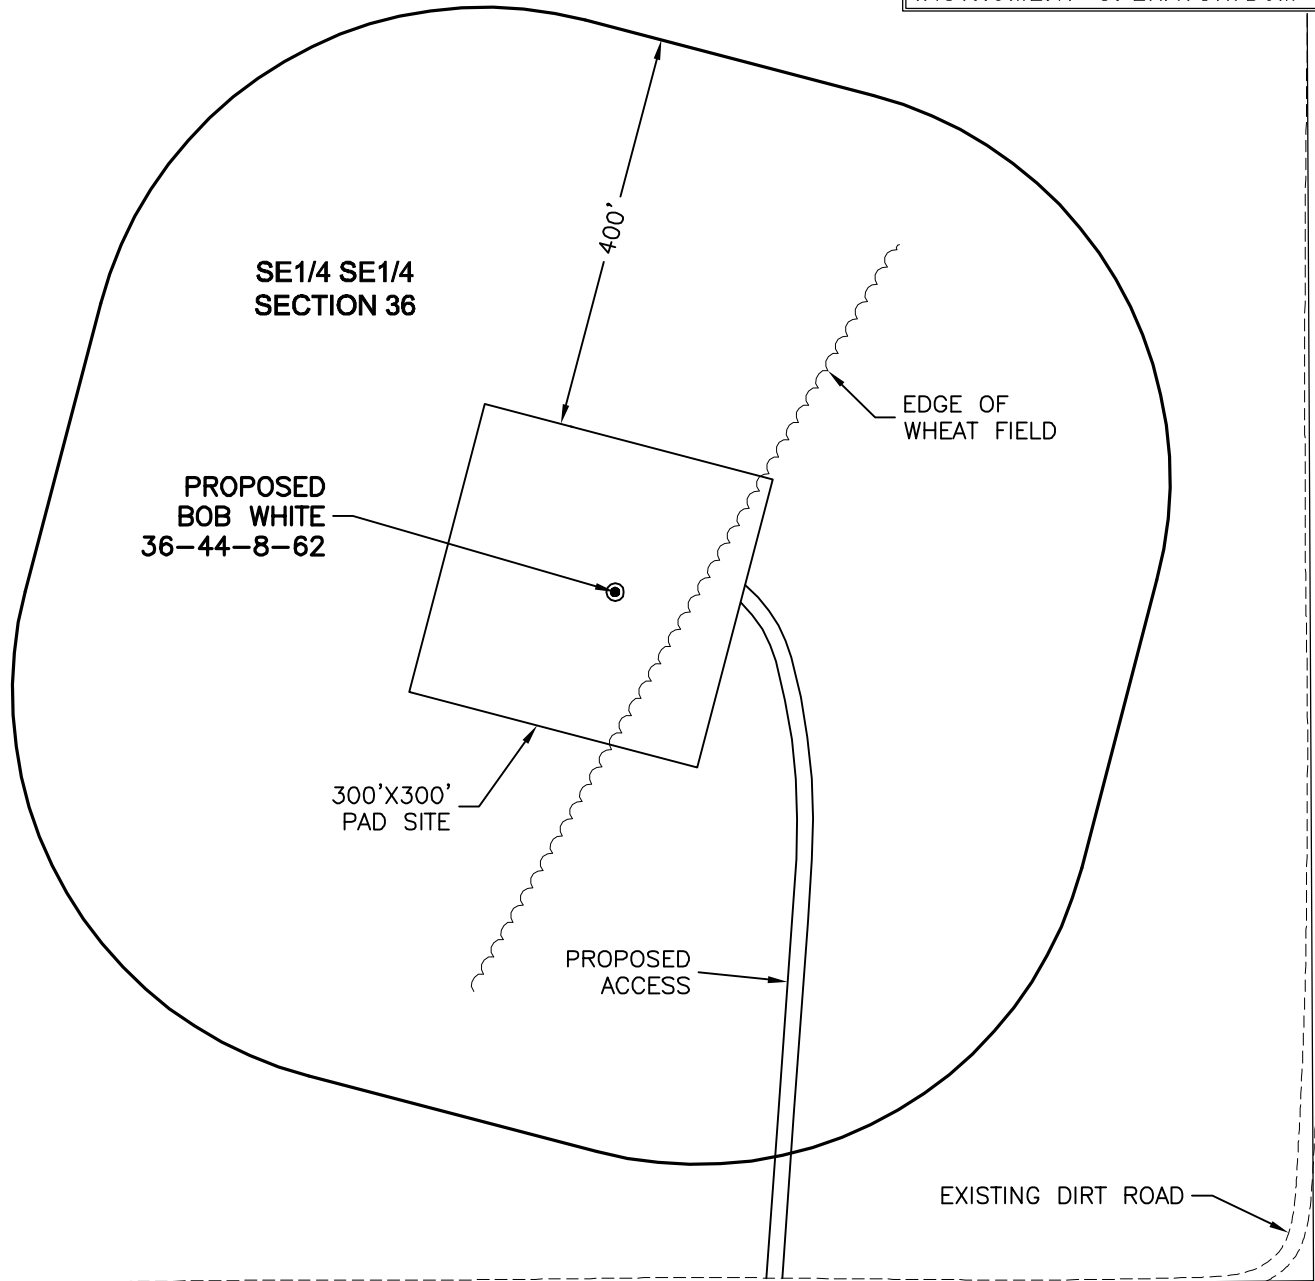 400'
SE1/4 SE1/4
SECTION 36
EDGE OF
WHEAT FIELD
PROPOSED
BOB WHITE
36-44-8-62
300'X300'
PAD SITE
PROPOSED
ACCESS
EXISTING DIRT ROAD